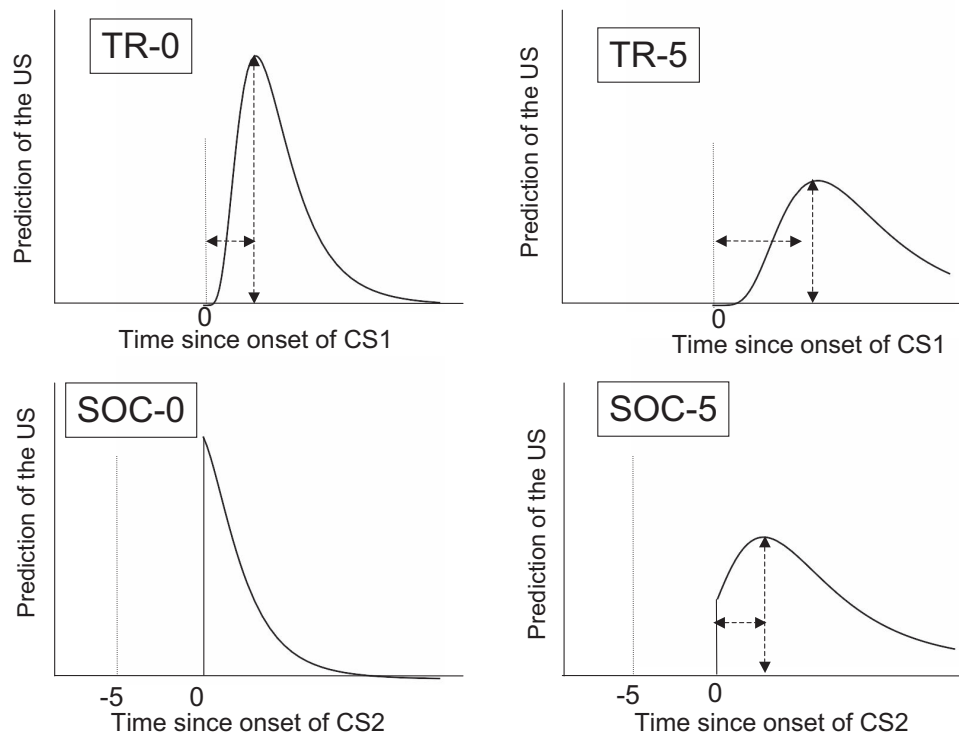 TR-0
Prediction of the US
0
Time since onset of CS1
TR-5
Prediction of the US
0
Time since onset of CS1
SOC-0
Prediction of the US
-5
0
Time since onset of CS2
SOC-5
Prediction of the US
-5
0
Time since onset of CS2